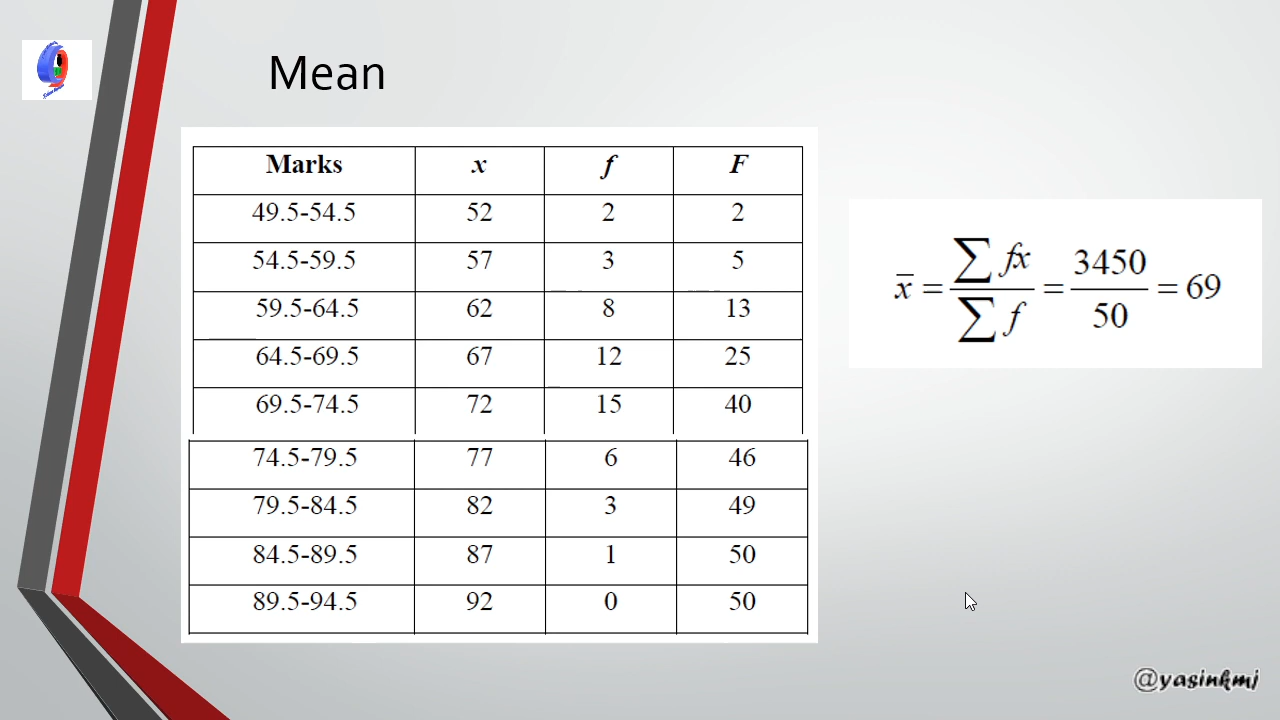 Mean
Marks x f F
49.5-54.5 52 2 2
54.5-59.5 57 3 5
59.5-64.5 62 8 13
64.5-69.5 67 12 25
69.5-74.5 72 15 40
74.5-79.5 77 6 46
79.5-84.5 82 3 49
84.5-89.5 87 1 50
89.5-94.5 92 0 50
x̄ = ∑ fx / ∑ f = 3450 / 50 = 69
@yasinkmj